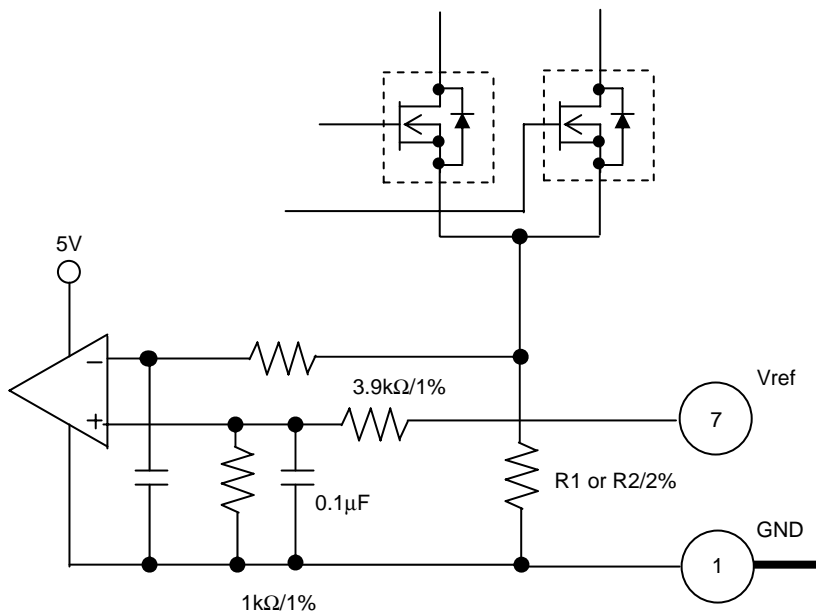 5V
−
+
3.9kΩ/1%
Vref
7
0.1μF
R1 or R2/2%
GND
1
1kΩ/1%